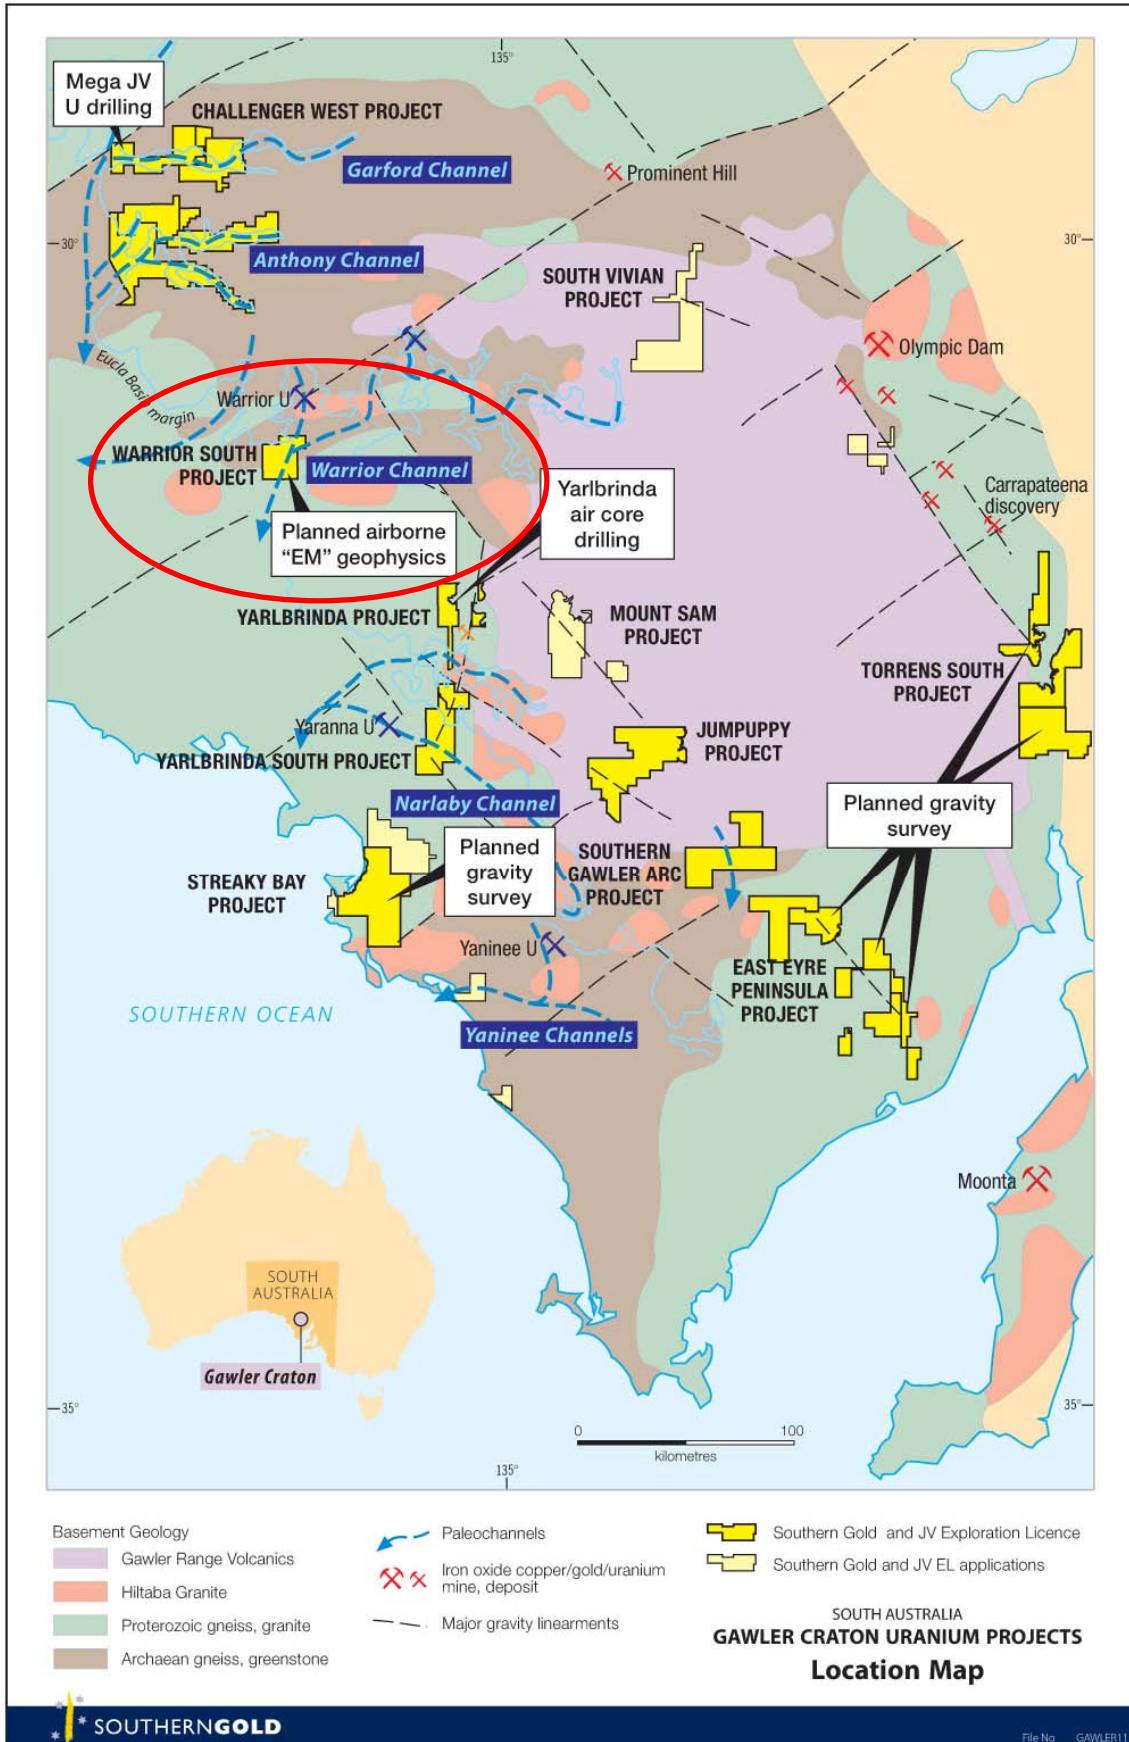 135°
Mega JV
U drilling
CHALLENGER WEST PROJECT
Garford Channel
Prominent Hill
30°
30°
Anthony Channel
SOUTH VIVIAN
PROJECT
Olympic Dam
Eucla Basin margin
Warrior U
WARRIOR SOUTH
PROJECT
Warrior Channel
Yarlbrinda
air core
drilling
Carrapateena
discovery
Planned airborne
“EM” geophysics
YARLBRINDA PROJECT
MOUNT SAM
PROJECT
TORRENS SOUTH
PROJECT
Yaranna U
JUMPUPPY
PROJECT
YARLBRINDA SOUTH PROJECT
Narlaby Channel
Planned gravity
survey
Planned
gravity
survey
SOUTHERN
GAWLER ARC
PROJECT
STREAKY BAY
PROJECT
Yaninee U
EAST EYRE
PENINSULA
PROJECT
SOUTHERN OCEAN
Yaninee Channels
Moonta
SOUTH
AUSTRALIA
Gawler Craton
35°
35°
0 100
kilometres
135°
Basement Geology
Gawler Range Volcanics
Hiltaba Granite
Proterozoic gneiss, granite
Archaean gneiss, greenstone
Paleochannels
Iron oxide copper/gold/uranium
mine, deposit
Major gravity linearments
Southern Gold and JV Exploration Licence
Southern Gold and JV EL applications
SOUTH AUSTRALIA
GAWLER CRATON URANIUM PROJECTS
Location Map
SOUTHERNGOLD
File No GAWLER11